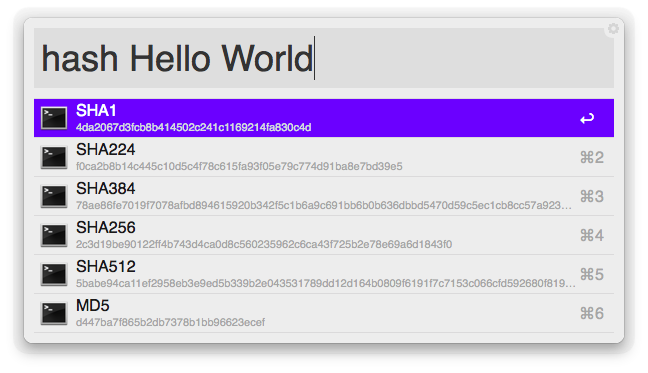 hash Hello World
SHA1
4da2067d3fcb8b414502c241c1169214fa830c4d
↩
SHA224
f0ca2b8b14c445c10d5c4f78c615fa93f05e79c774d91ba8e7bd39e5
⌘2
SHA384
78ae86fe7019f7078afbd894615920b342f5c1b6a9c691bb6b0b636dbbd5470d59c5ec1cb8cc57a923...
⌘3
SHA256
2c3d19be90122ff4b743d4ca0d8c560235962c6ca43f725b2e78e69a6d1843f0
⌘4
SHA512
5babe94ca11ef2958eb3e9ed5b339b2e043531789dd12d164b0809f6191f7c7153c066cfd592680f819...
⌘5
MD5
d447ba7f865b2db7378b1bb96623ecef
⌘6